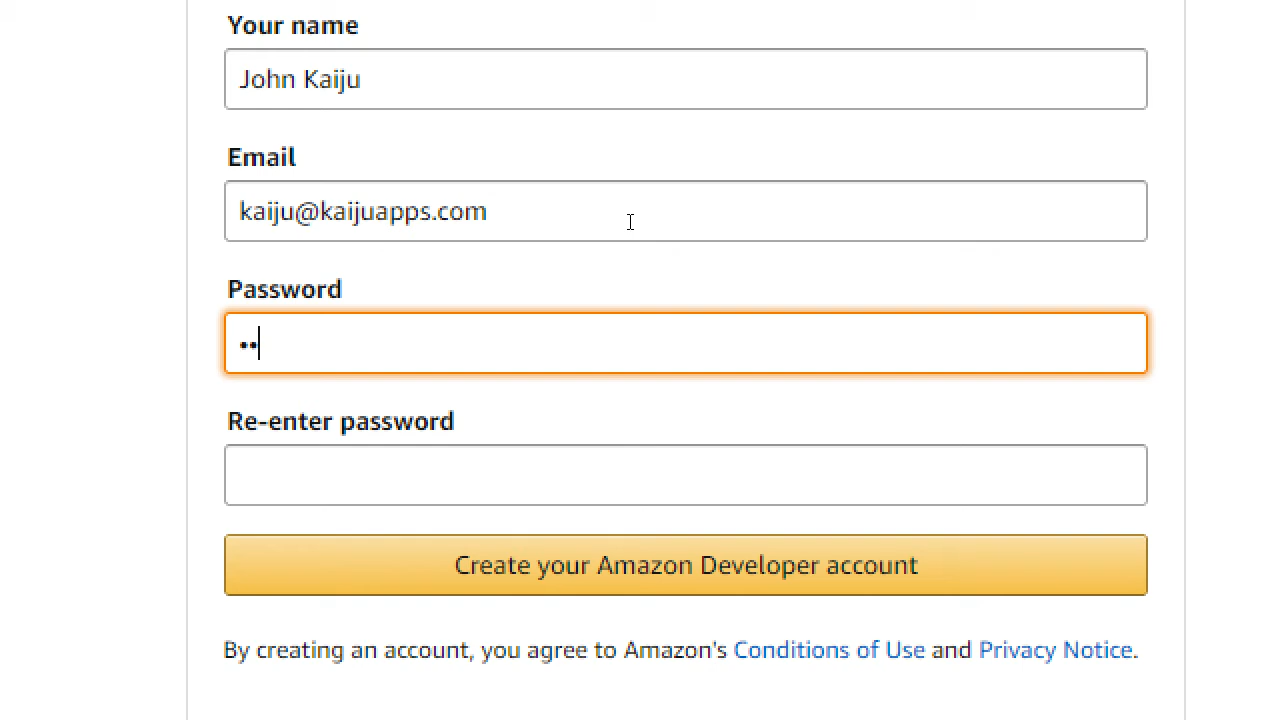 Your name
John Kaiju
Email
kaiju@kaijuapps.com
Password
••
Re-enter password
Create your Amazon Developer account
By creating an account, you agree to Amazon's Conditions of Use and Privacy Notice.